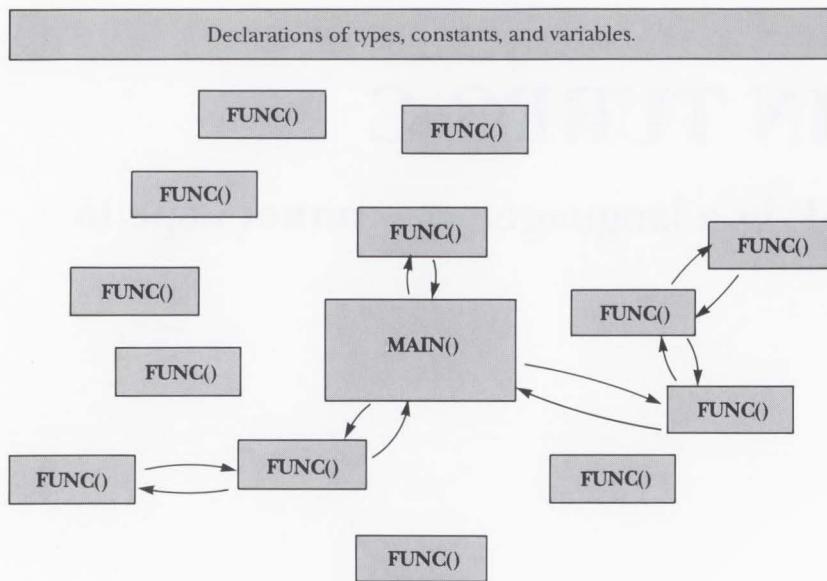 Declarations of types, constants, and variables.
FUNC()
FUNC()
FUNC()
FUNC()
FUNC()
FUNC()
FUNC()
MAIN()
FUNC()
FUNC()
FUNC()
FUNC()
FUNC()
FUNC()